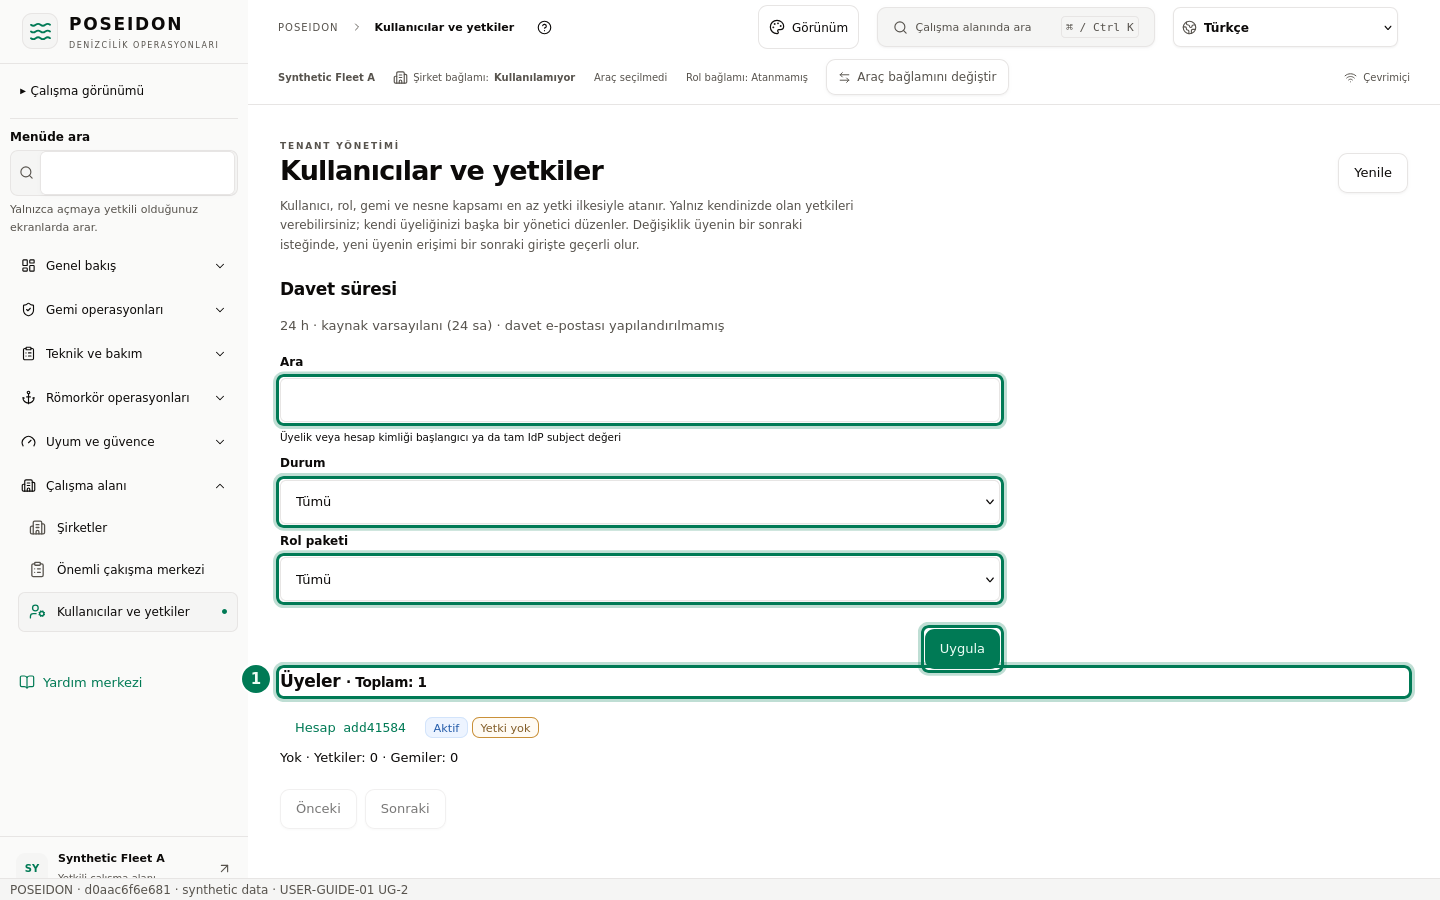 POSEIDON
DENİZCİLİK OPERASYONLARI
▸ Çalışma görünümü
Menüde ara
Yalnızca açmaya yetkili olduğunuz
ekranlarda arar.
Genel bakış
Gemi operasyonları
Teknik ve bakım
Römorkör operasyonları
Uyum ve güvence
Çalışma alanı
Şirketler
Önemli çakışma merkezi
Kullanıcılar ve yetkiler
Yardım merkezi
SY
Synthetic Fleet A
POSEIDON
Kullanıcılar ve yetkiler
Görünüm
Çalışma alanında ara
⌘ / Ctrl K
Türkçe
Synthetic Fleet A
Şirket bağlamı: Kullanılamıyor
Araç seçilmedi
Rol bağlamı: Atanmamış
Araç bağlamını değiştir
Çevrimiçi
TENANT YÖNETİMİ
Kullanıcılar ve yetkiler
Yenile
Kullanıcı, rol, gemi ve nesne kapsamı en az yetki ilkesiyle atanır. Yalnız kendinizde olan yetkileri
verebilirsiniz; kendi üyeliğinizi başka bir yönetici düzenler. Değişiklik üyenin bir sonraki
isteğinde, yeni üyenin erişimi bir sonraki girişte geçerli olur.
Davet süresi
24 h · kaynak varsayılanı (24 sa) · davet e-postası yapılandırılmamış
Ara
Üyelik veya hesap kimliği başlangıcı ya da tam IdP subject değeri
Durum
Tümü
Rol paketi
Tümü
Uygula
1
Üyeler · Toplam: 1
Hesap add41584
Aktif
Yetki yok
Yok · Yetkiler: 0 · Gemiler: 0
Önceki
Sonraki
POSEIDON · d0aac6f6e681 · synthetic data · USER-GUIDE-01 UG-2